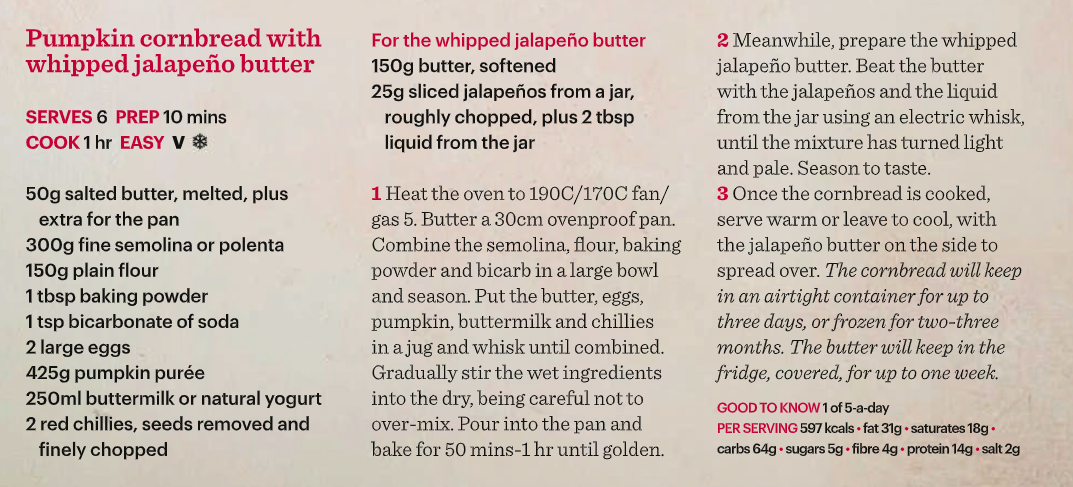 Pumpkin cornbread with
whipped jalapeño butter
SERVES 6 PREP 10 mins
COOK 1 hr EASY V ❄
50g salted butter, melted, plus
extra for the pan
300g fine semolina or polenta
150g plain flour
1 tbsp baking powder
1 tsp bicarbonate of soda
2 large eggs
425g pumpkin purée
250ml buttermilk or natural yogurt
2 red chillies, seeds removed and
finely chopped
For the whipped jalapeño butter
150g butter, softened
25g sliced jalapeños from a jar,
roughly chopped, plus 2 tbsp
liquid from the jar
1 Heat the oven to 190C/170C fan/
gas 5. Butter a 30cm ovenproof pan.
Combine the semolina, flour, baking
powder and bicarb in a large bowl
and season. Put the butter, eggs,
pumpkin, buttermilk and chillies
in a jug and whisk until combined.
Gradually stir the wet ingredients
into the dry, being careful not to
over-mix. Pour into the pan and
bake for 50 mins-1 hr until golden.
2 Meanwhile, prepare the whipped
jalapeño butter. Beat the butter
with the jalapeños and the liquid
from the jar using an electric whisk,
until the mixture has turned light
and pale. Season to taste.
3 Once the cornbread is cooked,
serve warm or leave to cool, with
the jalapeño butter on the side to
spread over. The cornbread will keep
in an airtight container for up to
three days, or frozen for two-three
months. The butter will keep in the
fridge, covered, for up to one week.
GOOD TO KNOW 1 of 5-a-day
PER SERVING 597 kcals • fat 31g • saturates 18g •
carbs 64g • sugars 5g • fibre 4g • protein 14g • salt 2g